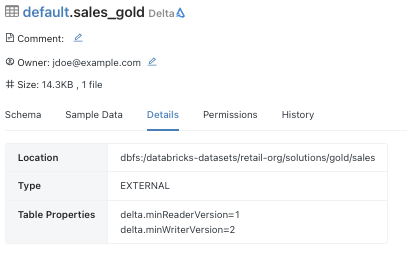 default.sales_gold Delta
Comment:
Owner: jdoe@example.com
Size: 14.3KB , 1 file
Schema Sample Data Details Permissions History
Location dbfs:/databricks-datasets/retail-org/solutions/gold/sales
Type EXTERNAL
Table Properties delta.minReaderVersion=1
delta.minWriterVersion=2